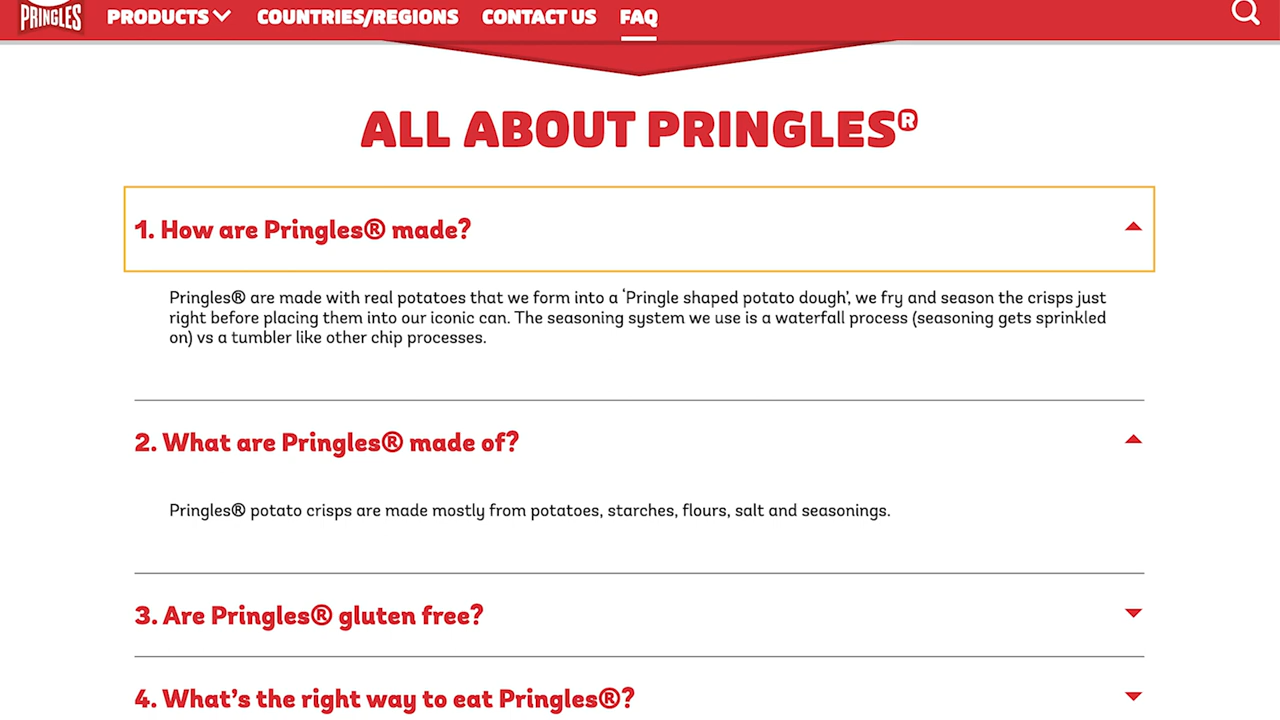 PRINGLES PRODUCTS COUNTRIES/REGIONS CONTACT US FAQ
ALL ABOUT PRINGLES®
1. How are Pringles® made?
Pringles® are made with real potatoes that we form into a ‘Pringle shaped potato dough’, we fry and season the crisps just
right before placing them into our iconic can. The seasoning system we use is a waterfall process (seasoning gets sprinkled
on) vs a tumbler like other chip processes.
2. What are Pringles® made of?
Pringles® potato crisps are made mostly from potatoes, starches, flours, salt and seasonings.
3. Are Pringles® gluten free?
4. What’s the right way to eat Pringles®?